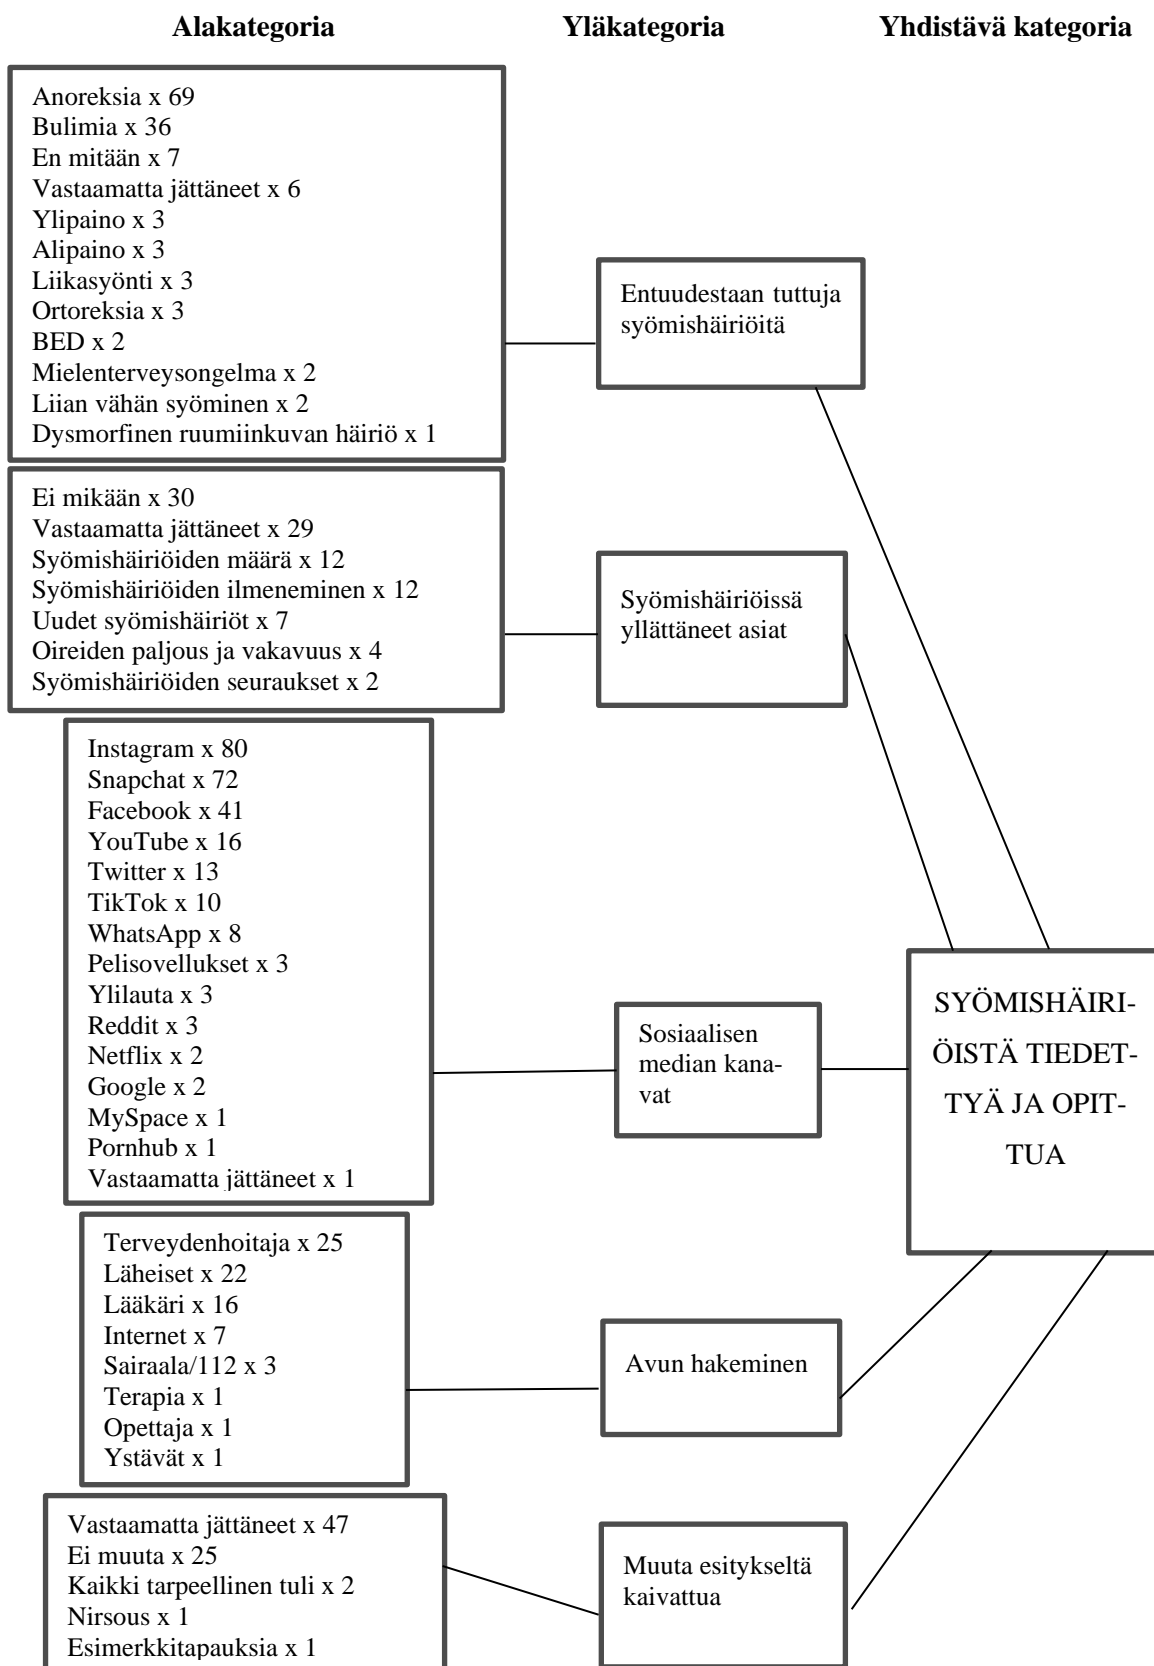 Alakategoria Yläkategoria Yhdistävä kategoria
Anoreksia x 69
Bulimia x 36
En mitään x 7
Vastaamatta jättäneet x 6
Ylipaino x 3
Alipaino x 3
Liikasyönti x 3
Ortoreksia x 3
BED x 2
Mielenterveysongelma x 2
Liian vähän syöminen x 2
Dysmorfinen ruumiinkuvan häiriö x 1
Entuudestaan tuttuja
syömishäiriöitä
Ei mikään x 30
Vastaamatta jättäneet x 29
Syömishäiriöiden määrä x 12
Syömishäiriöiden ilmeneminen x 12
Uudet syömishäiriöt x 7
Oireiden paljous ja vakavuus x 4
Syömishäiriöiden seuraukset x 2
Syömishäiriöissä
yllättäneet asiat
Instagram x 80
Snapchat x 72
Facebook x 41
YouTube x 16
Twitter x 13
TikTok x 10
WhatsApp x 8
Pelisovellukset x 3
Ylilauta x 3
Reddit x 3
Netflix x 2
Google x 2
MySpace x 1
Pornhub x 1
Vastaamatta jättäneet x 1
Sosiaalisen
median kana-
vat
SYÖMISHÄIRI-
ÖISTÄ TIEDET-
TYÄ JA OPIT-
TUA
Terveydenhoitaja x 25
Läheiset x 22
Lääkäri x 16
Internet x 7
Sairaala/112 x 3
Terapia x 1
Opettaja x 1
Ystävät x 1
Avun hakeminen
Vastaamatta jättäneet x 47
Ei muuta x 25
Kaikki tarpeellinen tuli x 2
Nirsous x 1
Esimerkkitapauksia x 1
Muuta esitykseltä
kaivattua